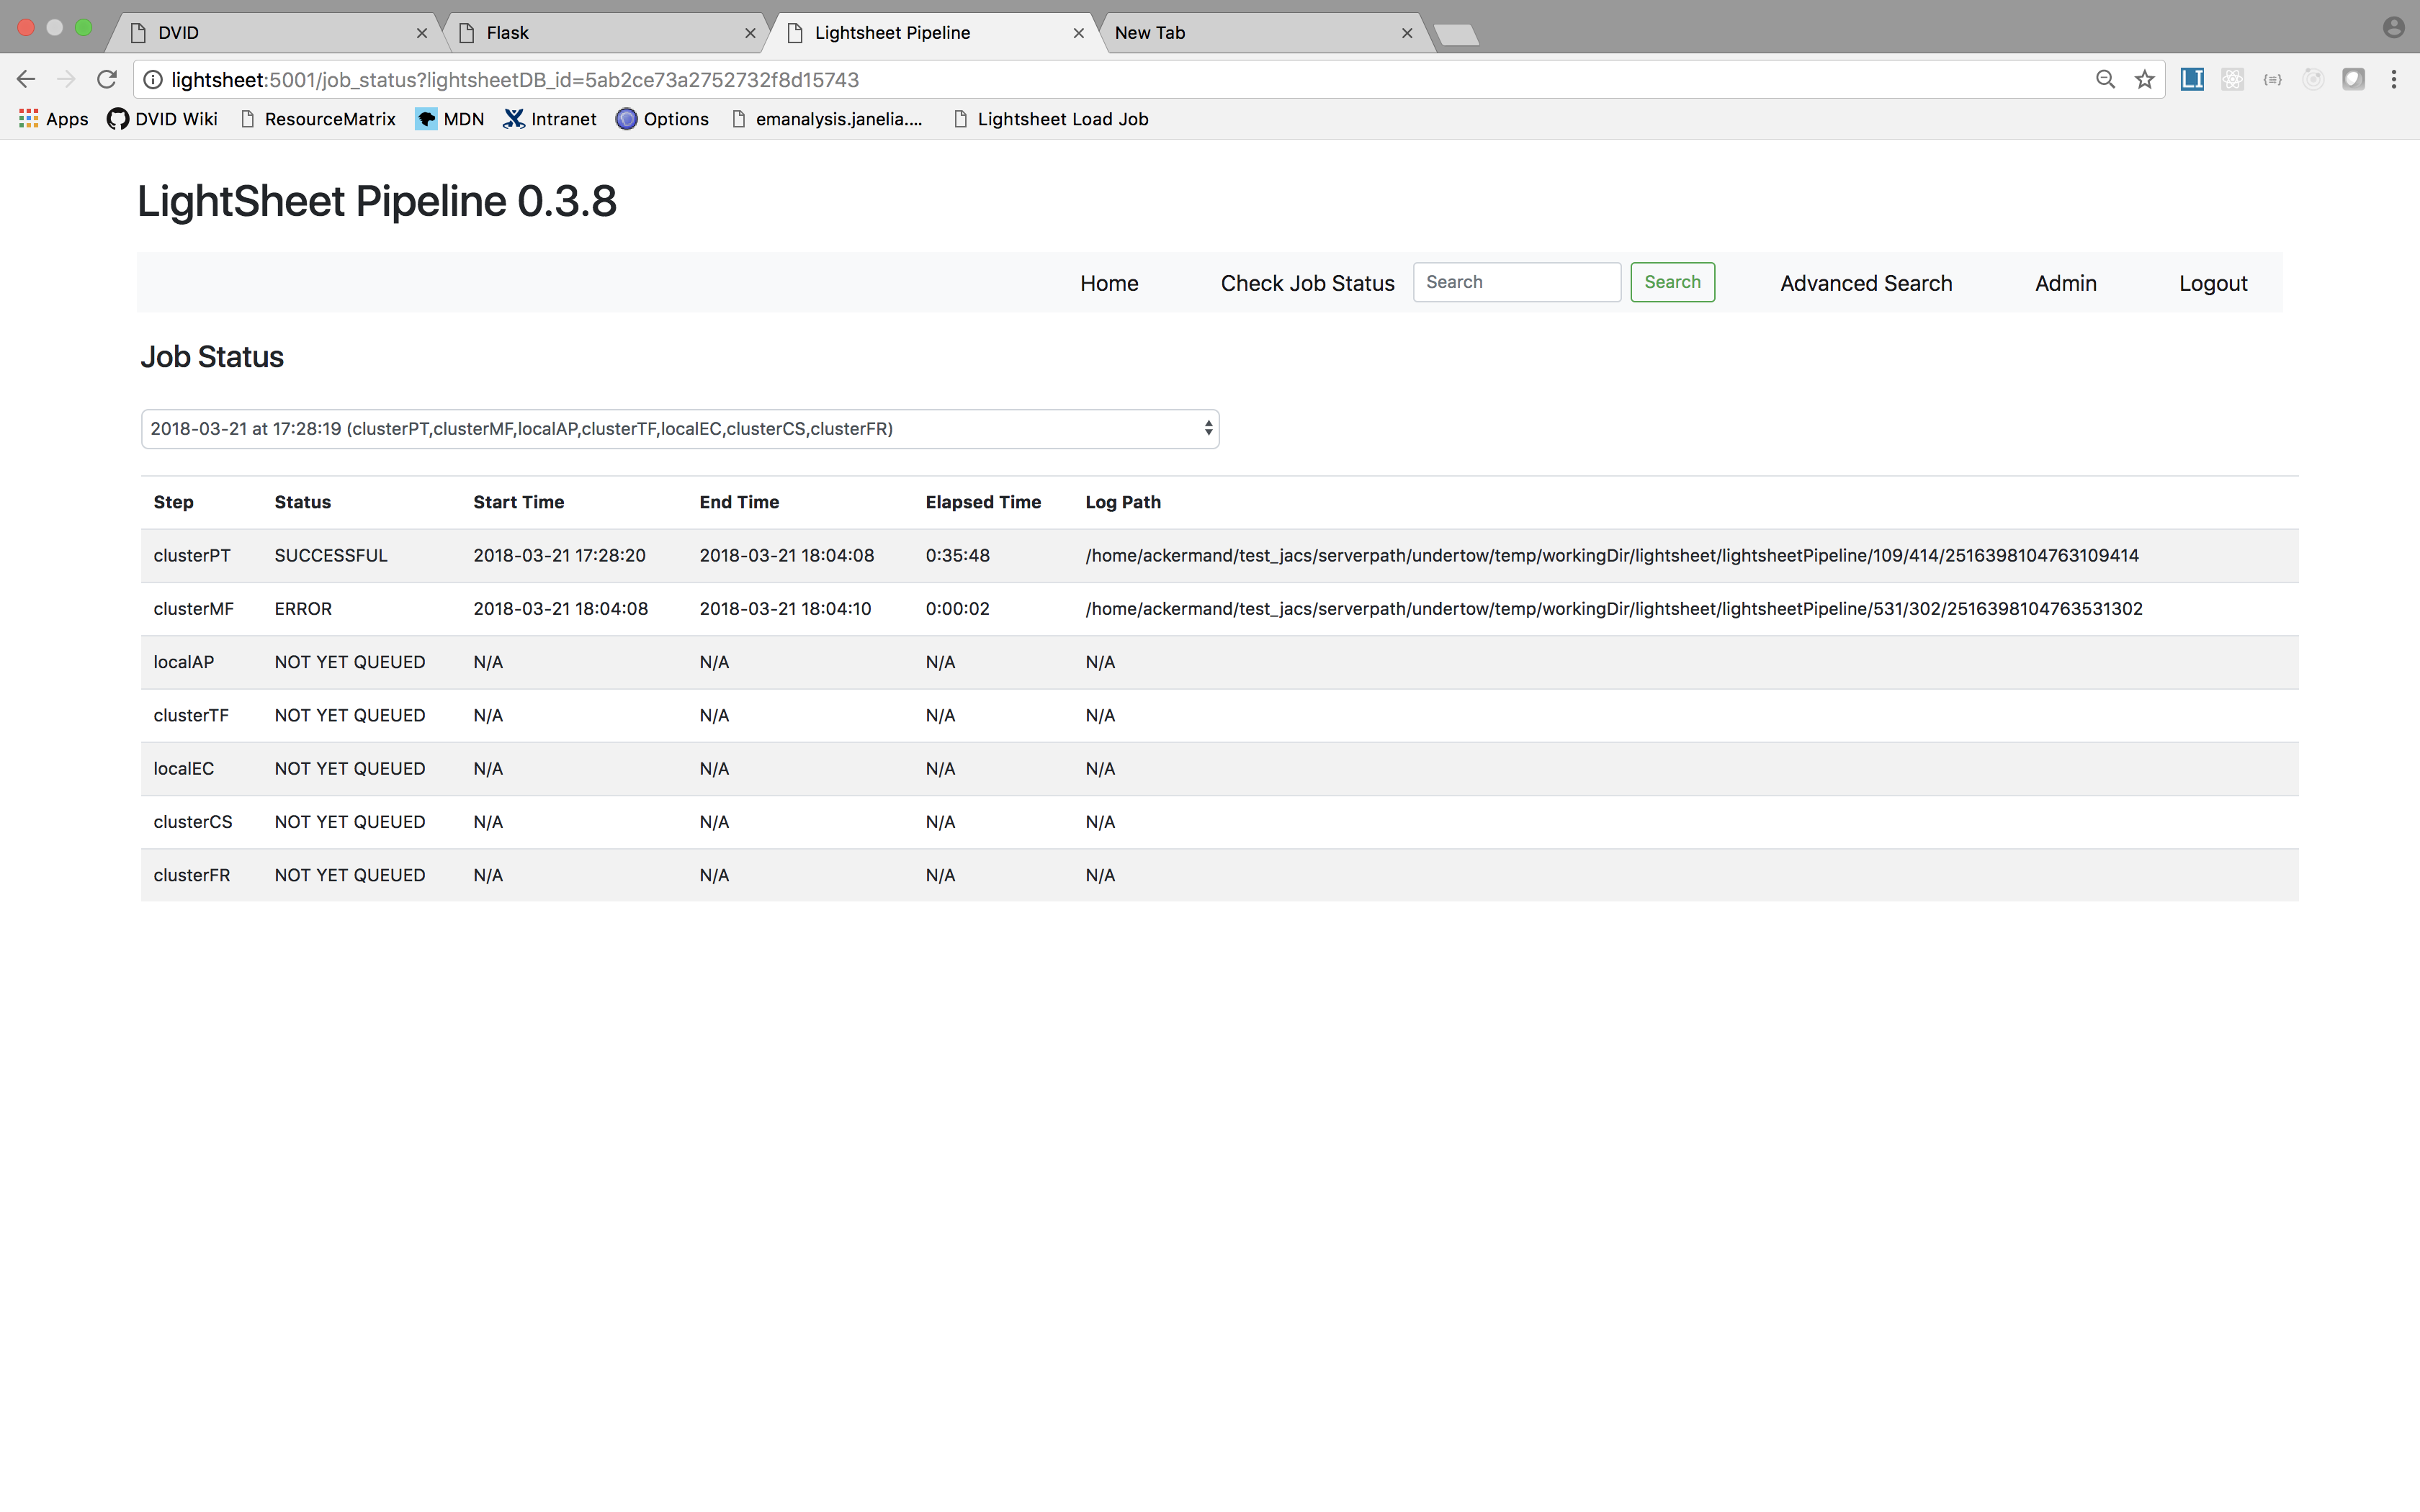 DVID Flask Lightsheet Pipeline New Tab
lightsheet:5001/job_status?lightsheetDB_id=5ab2ce73a2752732f8d15743
Apps DVID Wiki ResourceMatrix MDN Intranet Options emanalysis.janelia.... Lightsheet Load Job
LightSheet Pipeline 0.3.8
Home Check Job Status Search Search Advanced Search Admin Logout
Job Status
2018-03-21 at 17:28:19 (clusterPT,clusterMF,localAP,clusterTF,localEC,clusterCS,clusterFR)
Step Status Start Time End Time Elapsed Time Log Path
clusterPT SUCCESSFUL 2018-03-21 17:28:20 2018-03-21 18:04:08 0:35:48 /home/ackermand/test_jacs/serverpath/undertow/temp/workingDir/lightsheet/lightsheetPipeline/109/414/2516398104763109414
clusterMF ERROR 2018-03-21 18:04:08 2018-03-21 18:04:10 0:00:02 /home/ackermand/test_jacs/serverpath/undertow/temp/workingDir/lightsheet/lightsheetPipeline/531/302/2516398104763531302
localAP NOT YET QUEUED N/A N/A N/A N/A
clusterTF NOT YET QUEUED N/A N/A N/A N/A
localEC NOT YET QUEUED N/A N/A N/A N/A
clusterCS NOT YET QUEUED N/A N/A N/A N/A
clusterFR NOT YET QUEUED N/A N/A N/A N/A